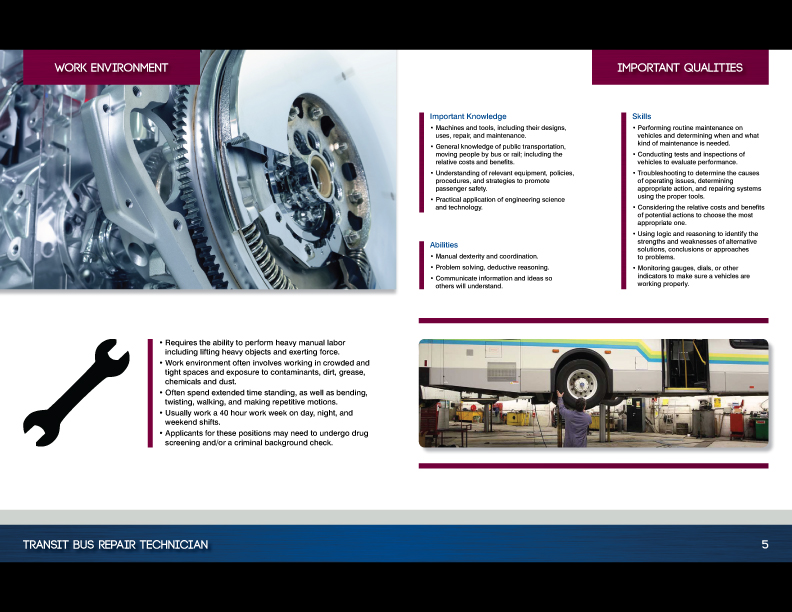 WORK ENVIRONMENT
• Requires the ability to perform heavy manual labor
including lifting heavy objects and exerting force.
• Work environment often involves working in crowded and
tight spaces and exposure to contaminants, dirt, grease,
chemicals and dust.
• Often spend extended time standing, as well as bending,
twisting, walking, and making repetitive motions.
• Usually work a 40 hour work week on day, night, and
weekend shifts.
• Applicants for these positions may need to undergo drug
screening and/or a criminal background check.
IMPORTANT QUALITIES
Important Knowledge
• Machines and tools, including their designs,
uses, repair, and maintenance.
• General knowledge of public transportation,
moving people by bus or rail; including the
relative costs and benefits.
• Understanding of relevant equipment, policies,
procedures, and strategies to promote
passenger safety.
• Practical application of engineering science
and technology.
Abilities
• Manual dexterity and coordination.
• Problem solving, deductive reasoning.
• Communicate information and ideas so
others will understand.
Skills
• Performing routine maintenance on
vehicles and determining when and what
kind of maintenance is needed.
• Conducting tests and inspections of
vehicles to evaluate performance.
• Troubleshooting to determine the causes
of operating issues, determining
appropriate action, and repairing systems
using the proper tools.
• Considering the relative costs and benefits
of potential actions to choose the most
appropriate one.
• Using logic and reasoning to identify the
strengths and weaknesses of alternative
solutions, conclusions or approaches
to problems.
• Monitoring gauges, dials, or other
indicators to make sure a vehicles are
working properly.
TRANSIT BUS REPAIR TECHNICIAN
5